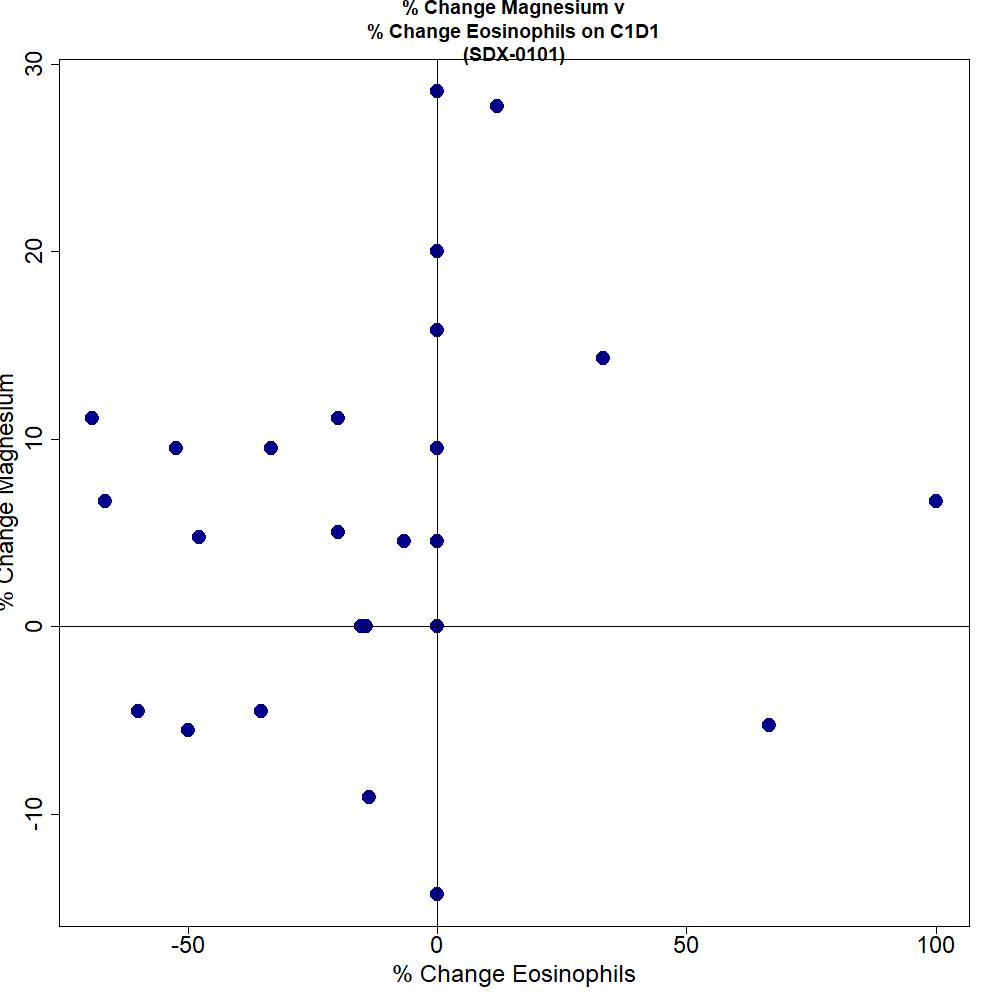 % Change Magnesium v
% Change Eosinophils on C1D1
(SDX-0101)
30
20
10
0
-10
% Change Magnesium
-50
0
50
100
% Change Eosinophils